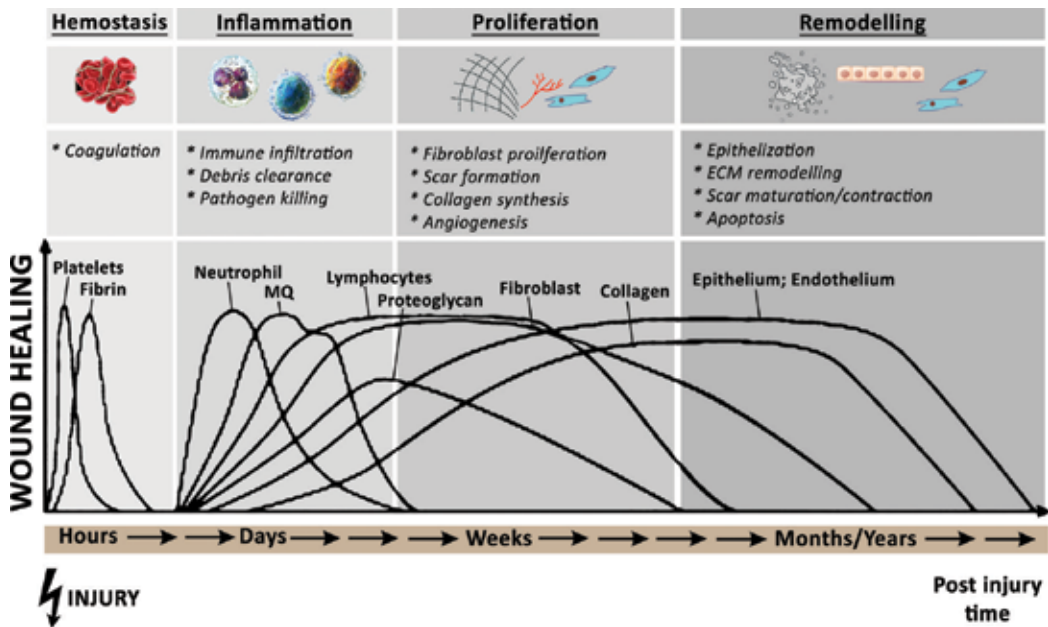 Hemostasis
Inflammation
Proliferation
Remodelling
* Coagulation
* Immune infiltration
* Debris clearance
* Pathogen killing
* Fibroblast proilferation
* Scar formation
* Collagen synthesis
* Angiogenesis
* Epithelization
* ECM remodelling
* Scar maturation/contraction
* Apoptosis
WOUND HEALING
Platelets
Fibrin
Neutrophil
MQ
Lymphocytes
Proteoglycan
Fibroblast
Collagen
Epithelium; Endothelium
Hours
Days
Weeks
Months/Years
INJURY
Post injury
time